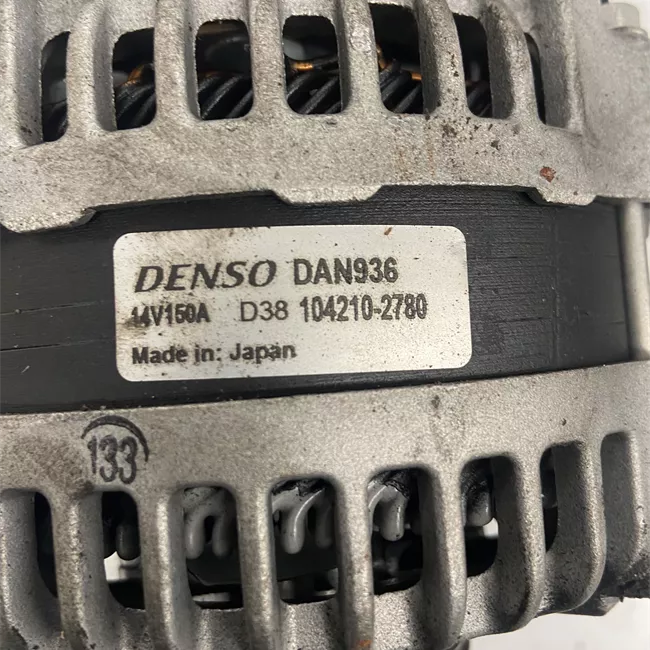 DENSO DAN936
14V150A D38 104210-2780
Made in: Japan
133